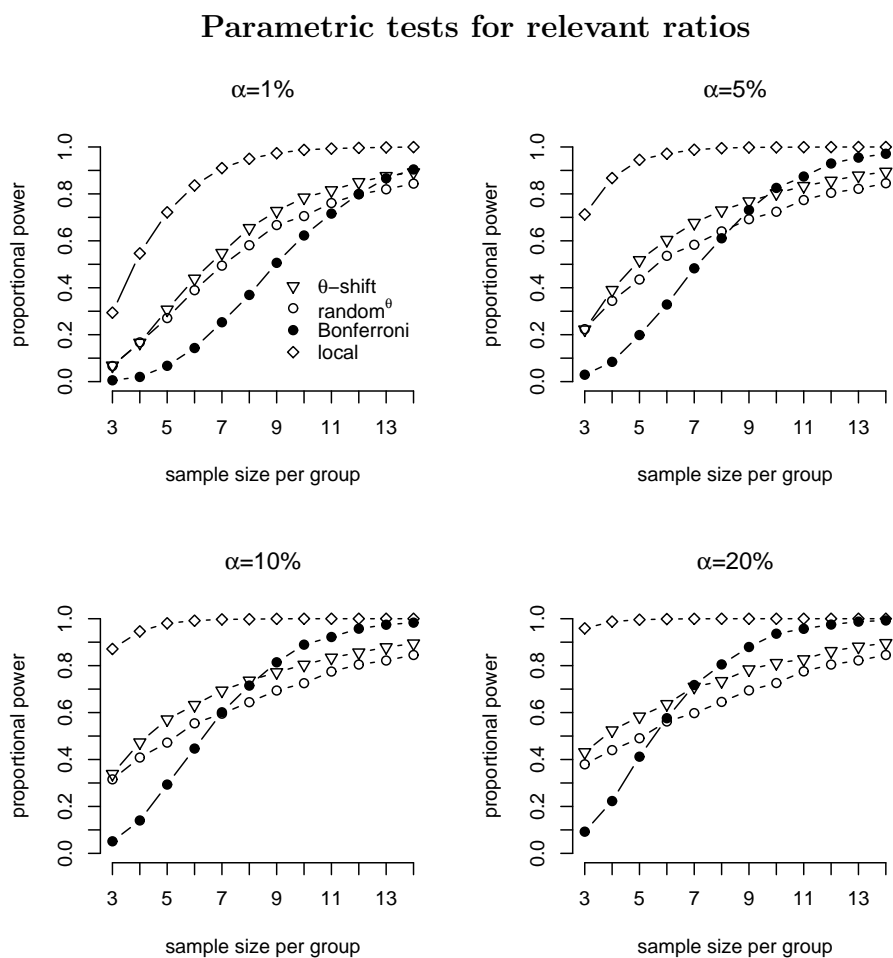 Parametric tests for relevant ratios
α=1%
proportional power
0.0 0.2 0.4 0.6 0.8 1.0
θ−shift
randomᶿ
Bonferroni
local
3 5 7 9 11 13
sample size per group
α=5%
proportional power
0.0 0.2 0.4 0.6 0.8 1.0
3 5 7 9 11 13
sample size per group
α=10%
proportional power
0.0 0.2 0.4 0.6 0.8 1.0
3 5 7 9 11 13
sample size per group
α=20%
proportional power
0.0 0.2 0.4 0.6 0.8 1.0
3 5 7 9 11 13
sample size per group